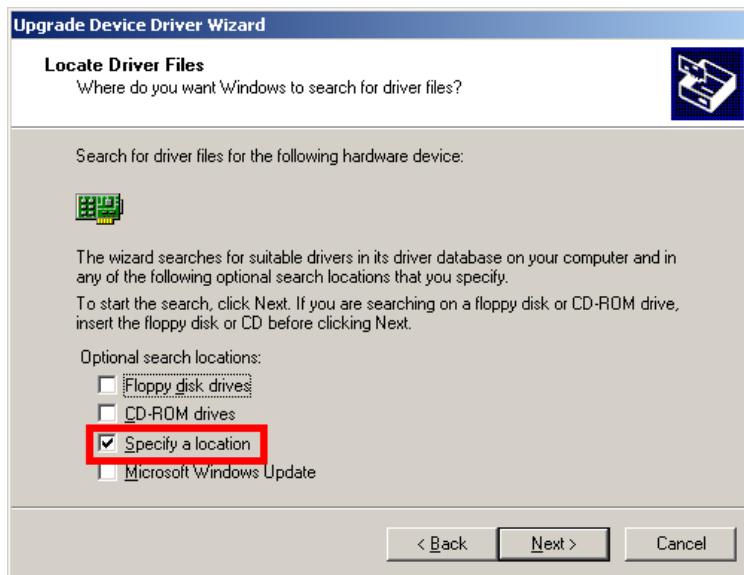 Upgrade Device Driver Wizard
Locate Driver Files
Where do you want Windows to search for driver files?
Search for driver files for the following hardware device:
The wizard searches for suitable drivers in its driver database on your computer and in
any of the following optional search locations that you specify.
To start the search, click Next. If you are searching on a floppy disk or CD-ROM drive,
insert the floppy disk or CD before clicking Next.
Optional search locations:
Floppy disk drives
CD-ROM drives
Specify a location
Microsoft Windows Update
< Back Next > Cancel